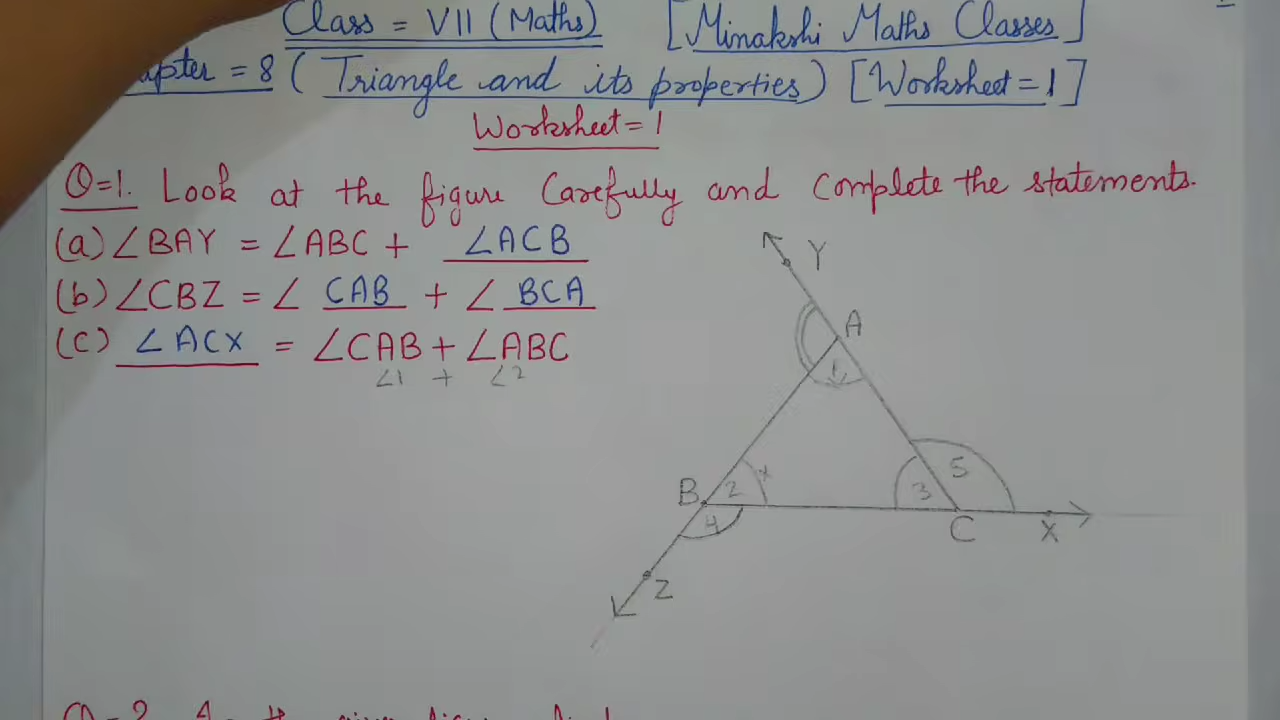 Class = VII (Maths) [Minakshi Maths Classes]
apter = 8 (Triangle and its properties) [Worksheet = 1]
Worksheet = 1
Q=1. Look at the figure Carefully and Complete the statements.
(a) ∠BAY = ∠ABC + ∠ACB
(b) ∠CBZ = ∠ CAB + ∠ BCA
(C) ∠ACX = ∠CAB + ∠ABC
∠1 + ∠2
Y
A
1
5
B 2 3
4
C X
Z